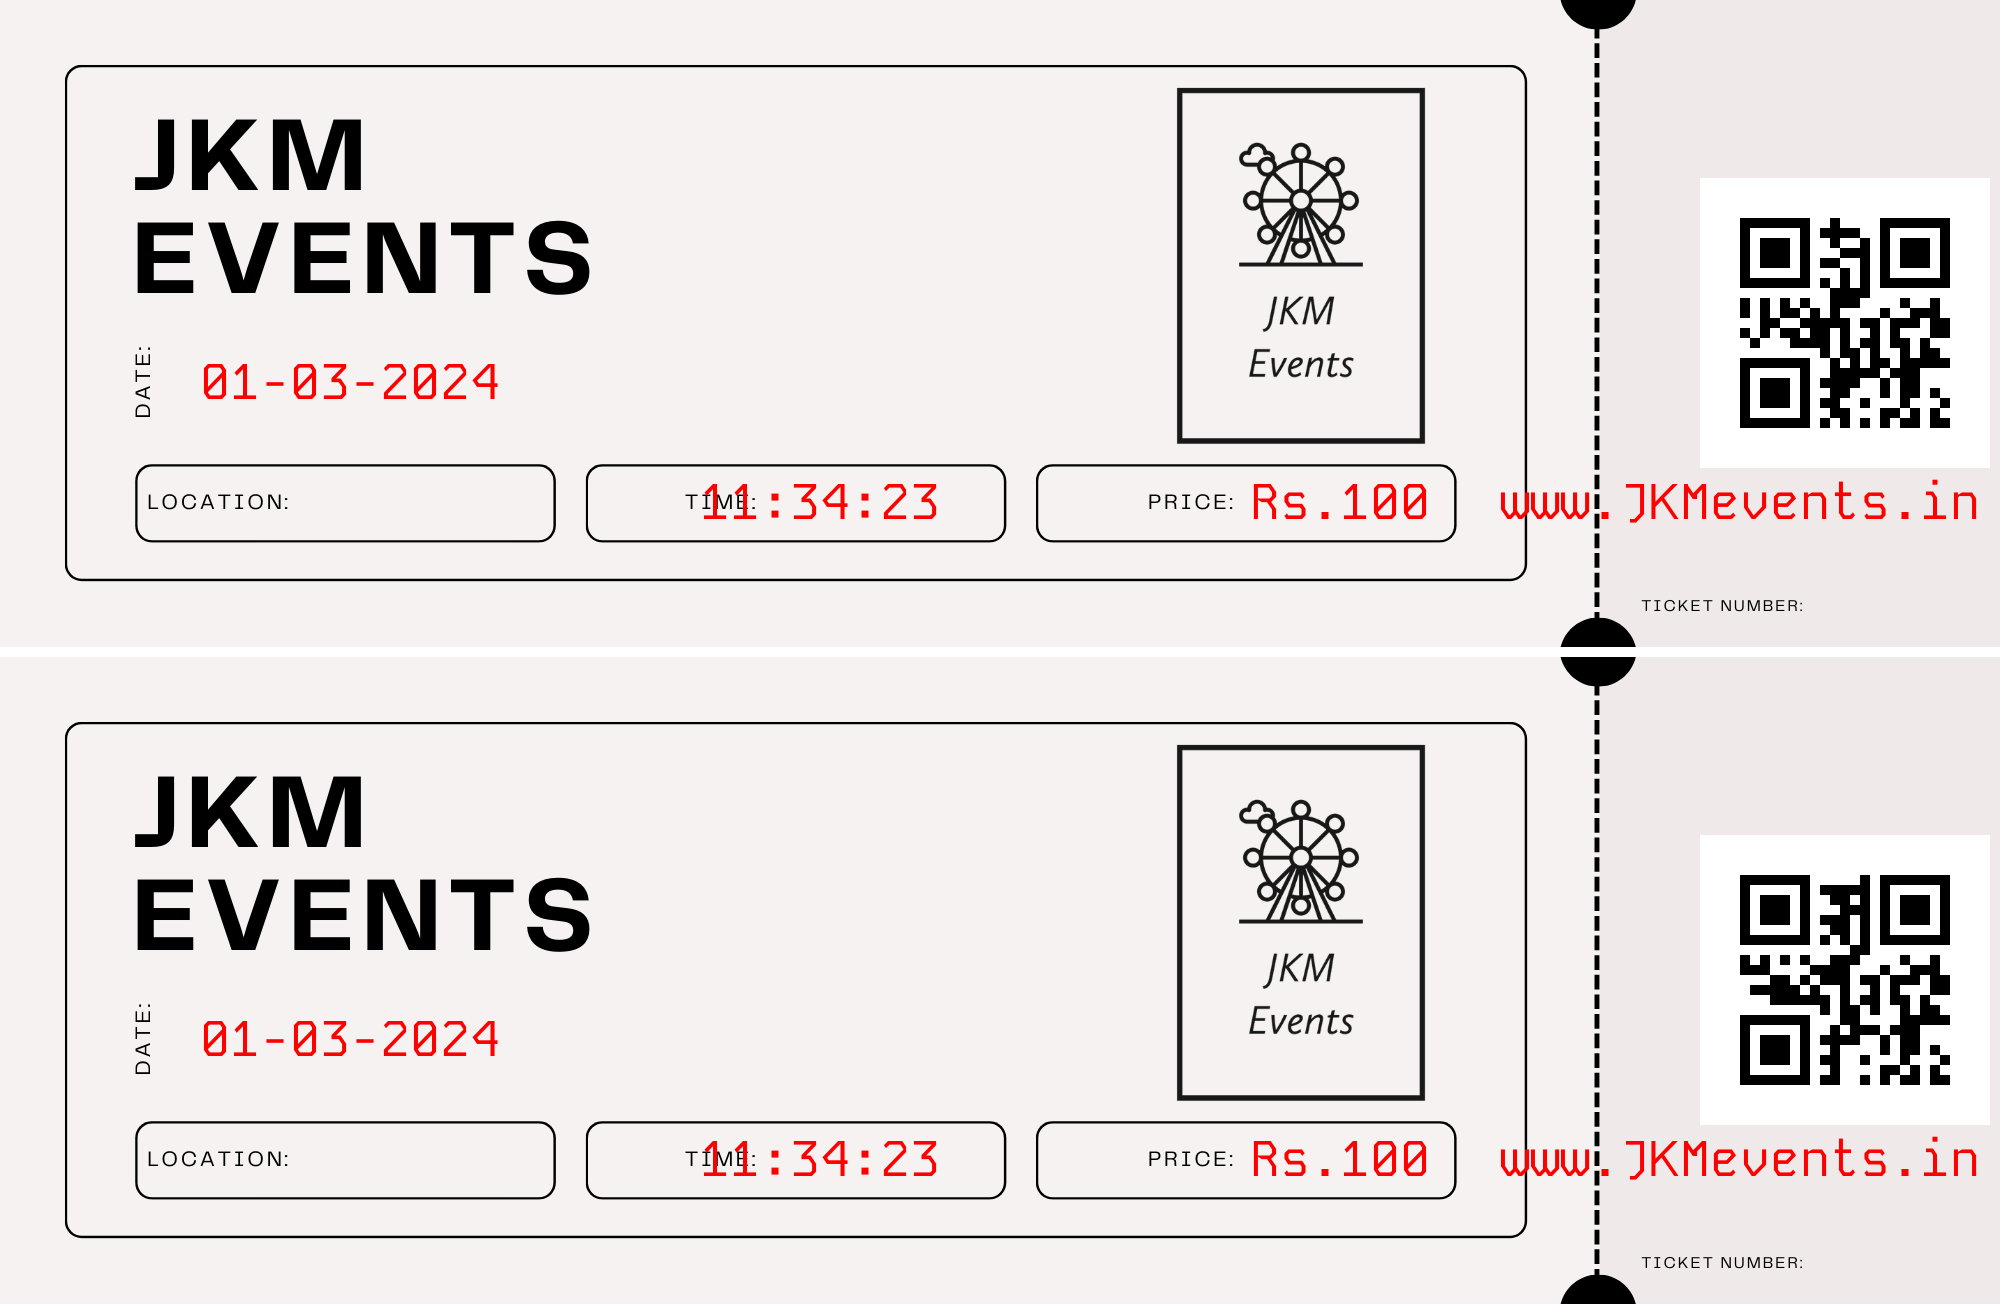 JKM
EVENTS
JKM
Events
DATE: 01-03-2024
LOCATION: TIME: 11:34:23 PRICE: Rs.100 www.JKMevents.in
TICKET NUMBER:
JKM
EVENTS
JKM
Events
DATE: 01-03-2024
LOCATION: TIME: 11:34:23 PRICE: Rs.100 www.JKMevents.in
TICKET NUMBER: